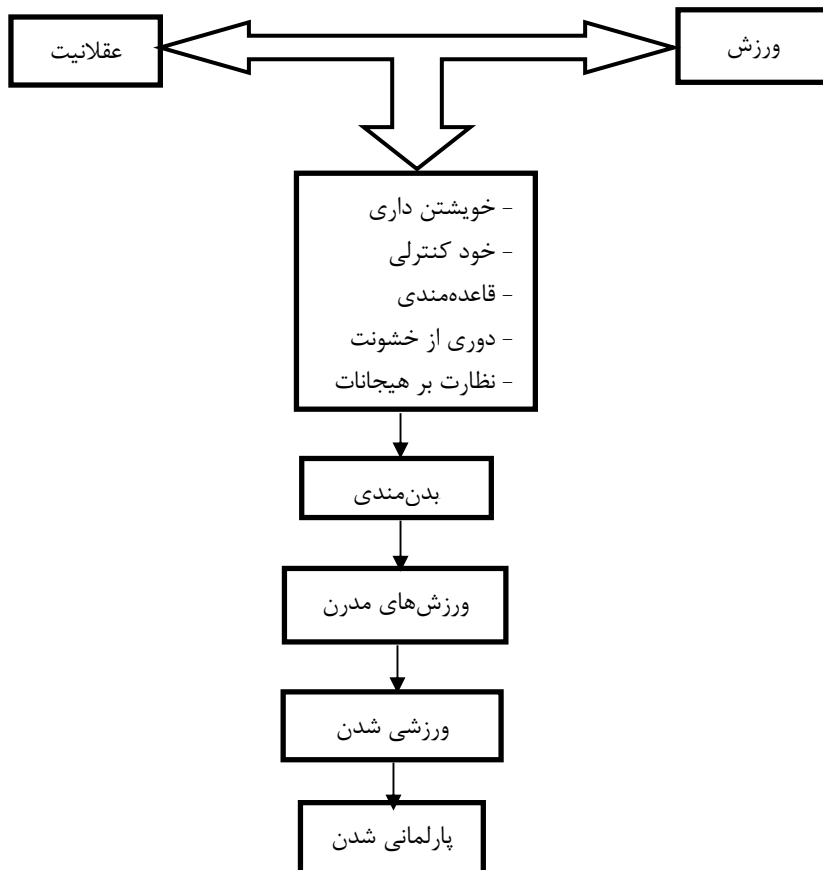 ورزش
عقلانیت
- خویشتن داری
- خود کنترلی
- قاعده‌مندی
- دوری از خشونت
- نظارت بر هیجانات
بدن‌مندی
ورزش‌های مدرن
ورزشی شدن
پارلمانی شدن